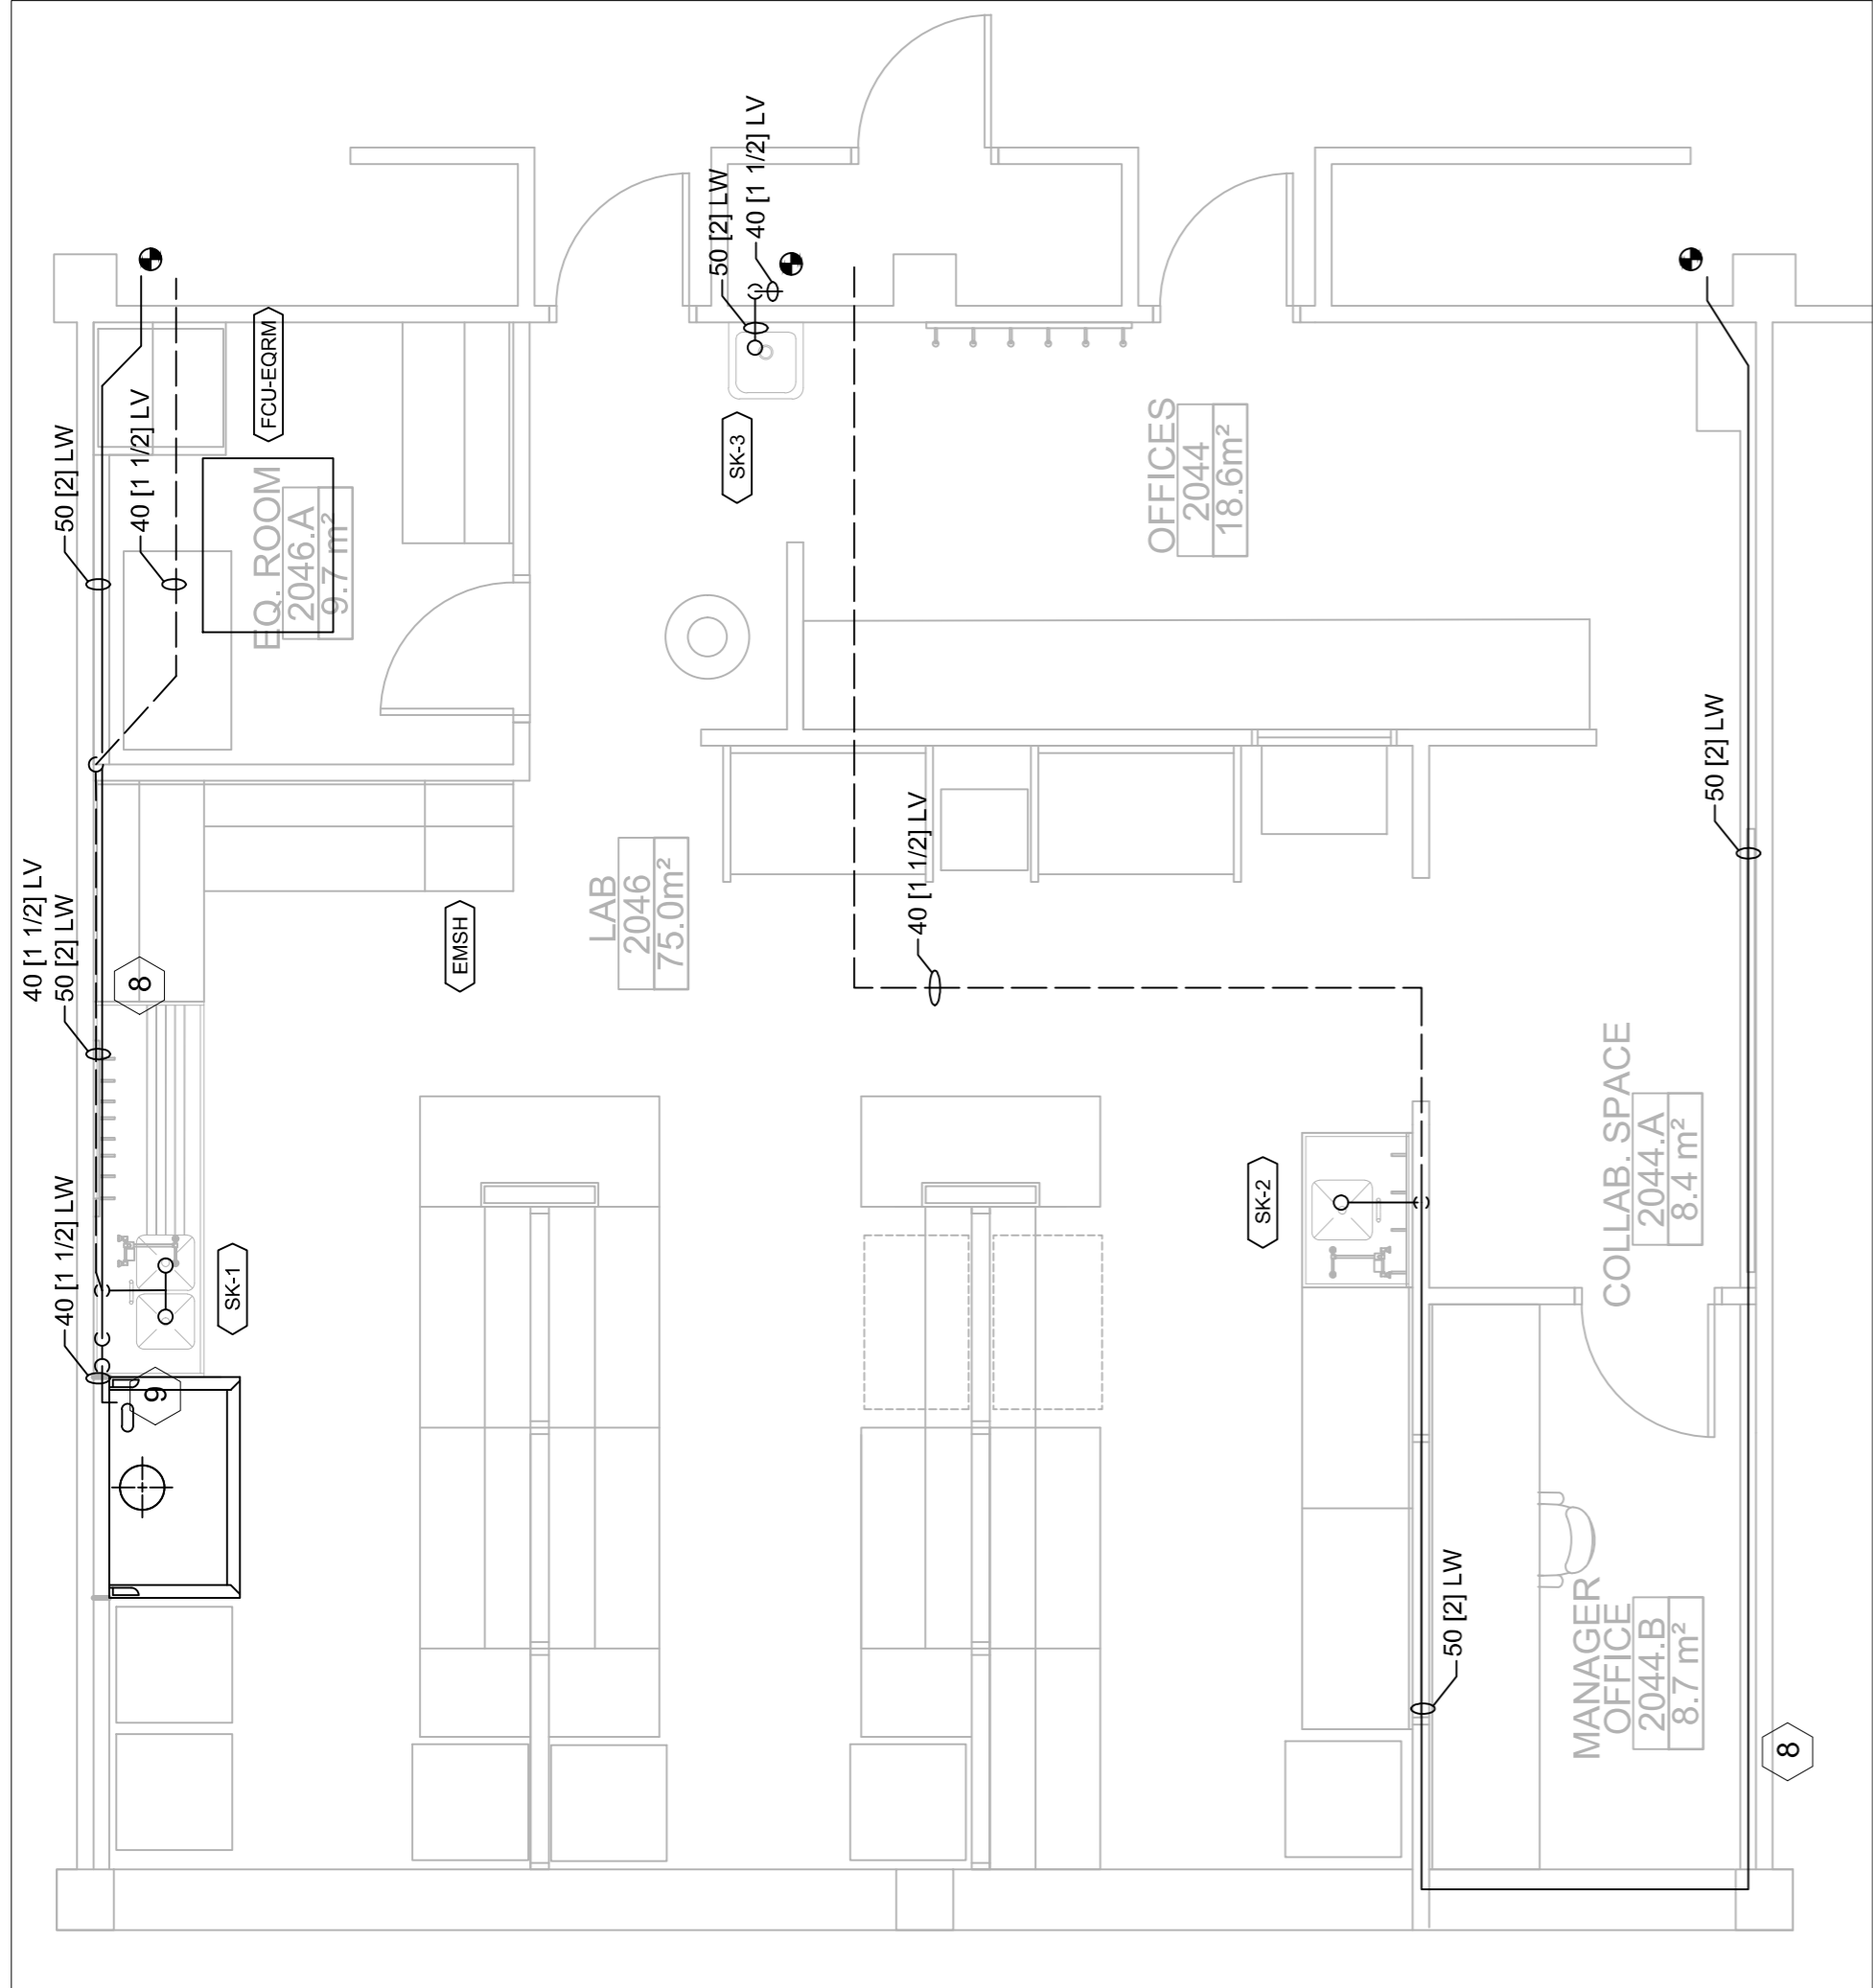 40 [1 1/2] LV
50 [2] LW
40 [1 1/2] LW
50 [2] LW
40 [1 1/2] LV
8
9
SK-1
FCU-EQRM
EQ. ROOM
2046.A
9.7 m²
EMSH
LAB
2046
75.0m²
50 [2] LW
40 [1 1/2] LV
SK-3
40 [1 1/2] LV
OFFICES
2044
18.6m²
SK-2
50 [2] LW
COLLAB. SPACE
2044.A
8.4 m²
MANAGER
OFFICE
2044.B
8.7 m²
50 [2] LW
8